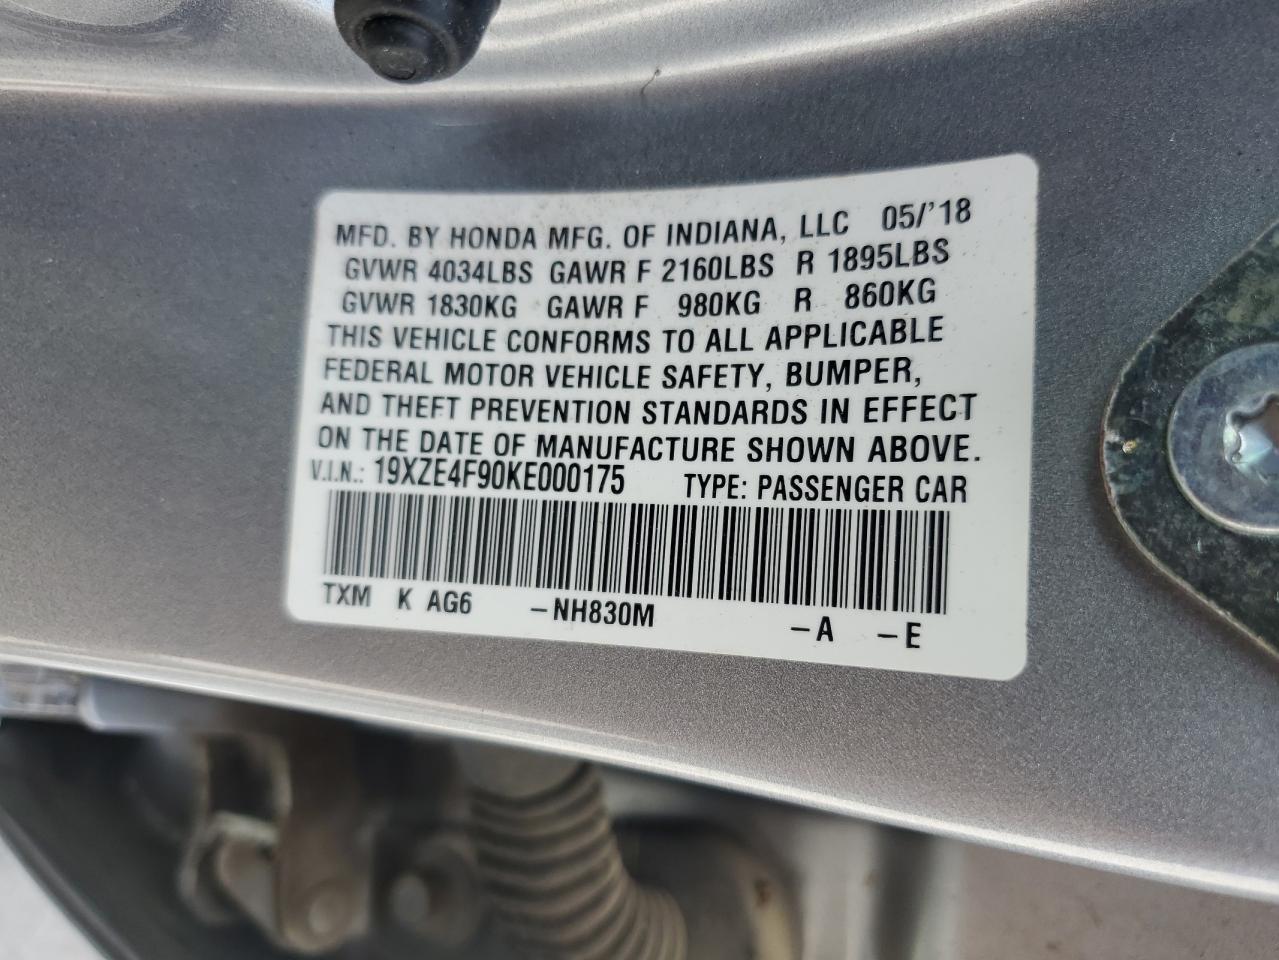 MFD. BY HONDA MFG. OF INDIANA, LLC 05/'18
GVWR 4034LBS GAWR F 2160LBS R 1895LBS
GVWR 1830KG GAWR F 980KG R 860KG
THIS VEHICLE CONFORMS TO ALL APPLICABLE
FEDERAL MOTOR VEHICLE SAFETY, BUMPER,
AND THEFT PREVENTION STANDARDS IN EFFECT
ON THE DATE OF MANUFACTURE SHOWN ABOVE.
V.I.N.: 19XZE4F90KE000175 TYPE: PASSENGER CAR
TXM K AG6 -NH830M -A -E